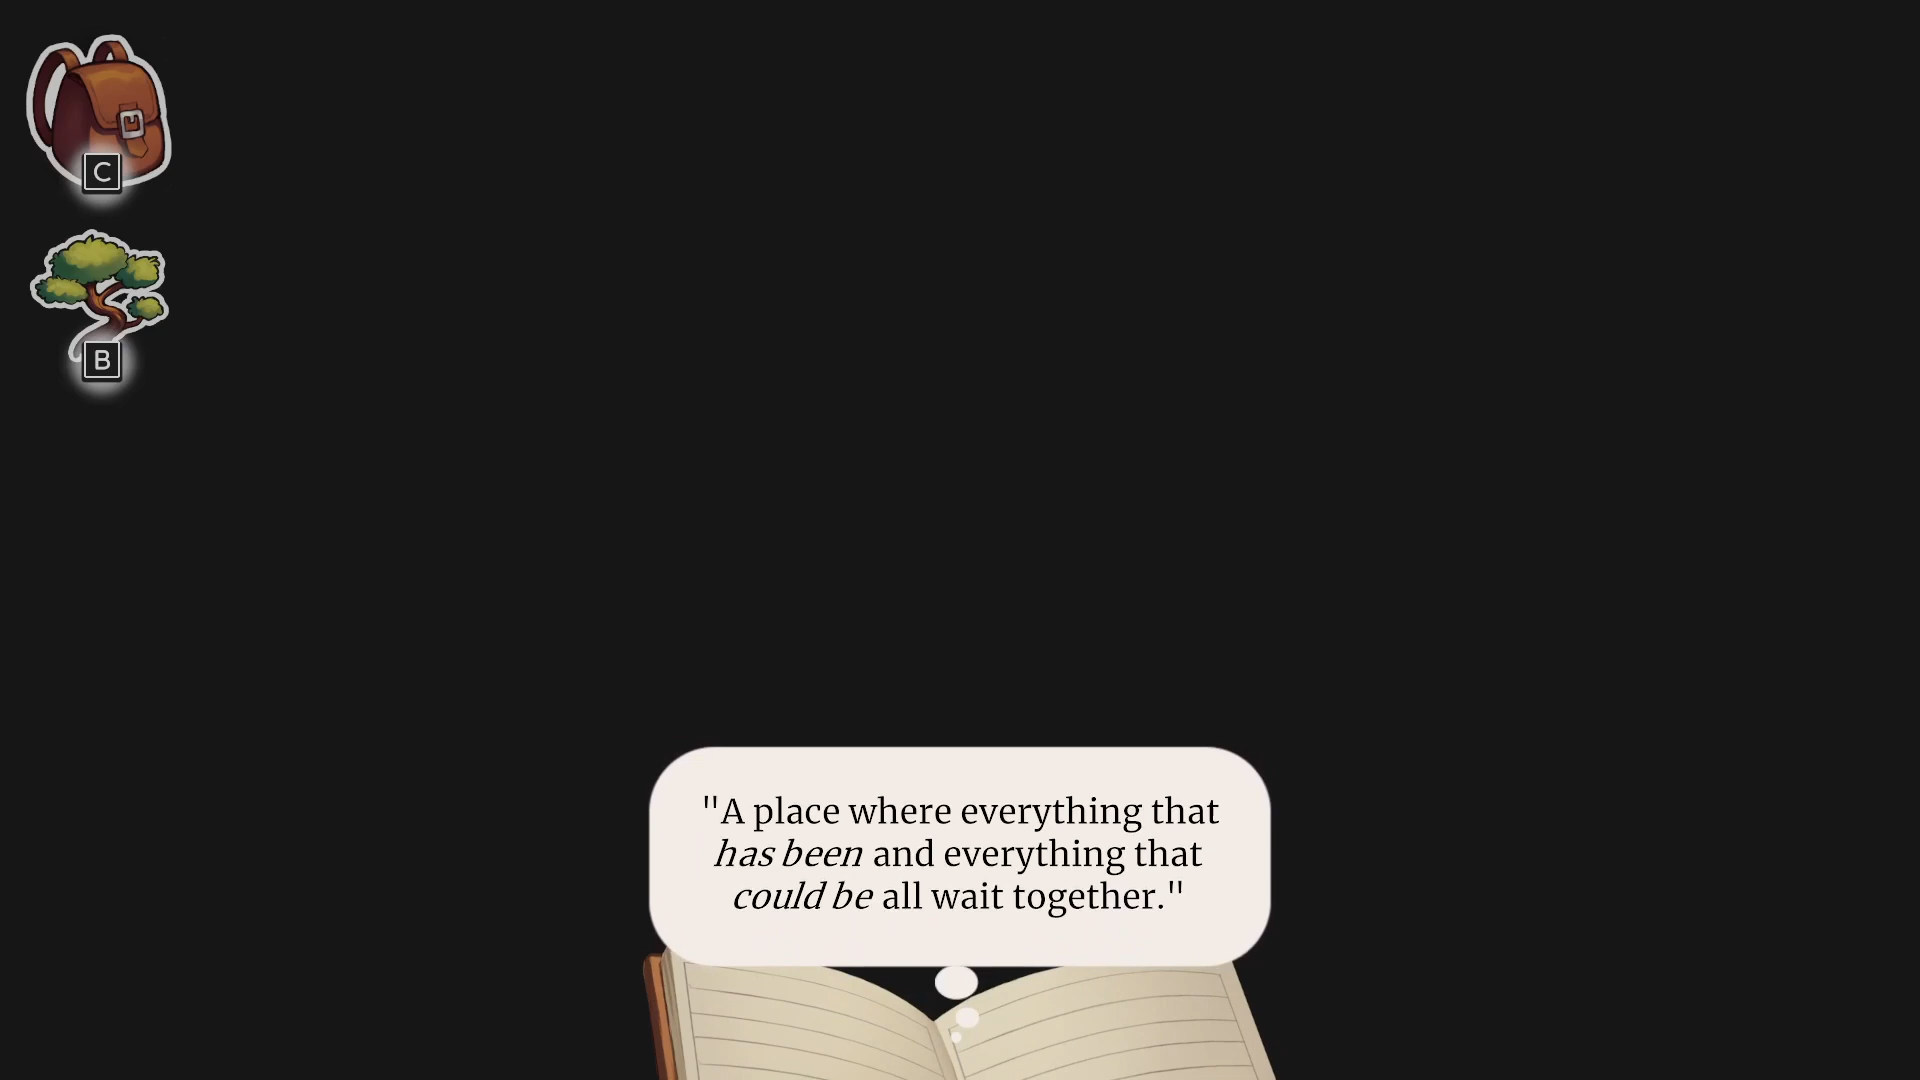 C
B
"A place where everything that
has been and everything that
could be all wait together."